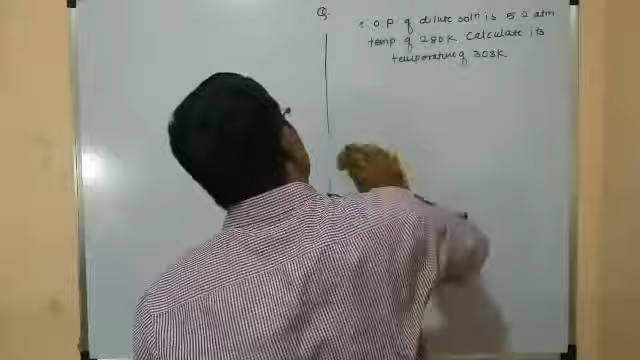 Q.
: O P of dilute soln is 5 2 atm
temp of 280K. Calculate its
temperature of 303K